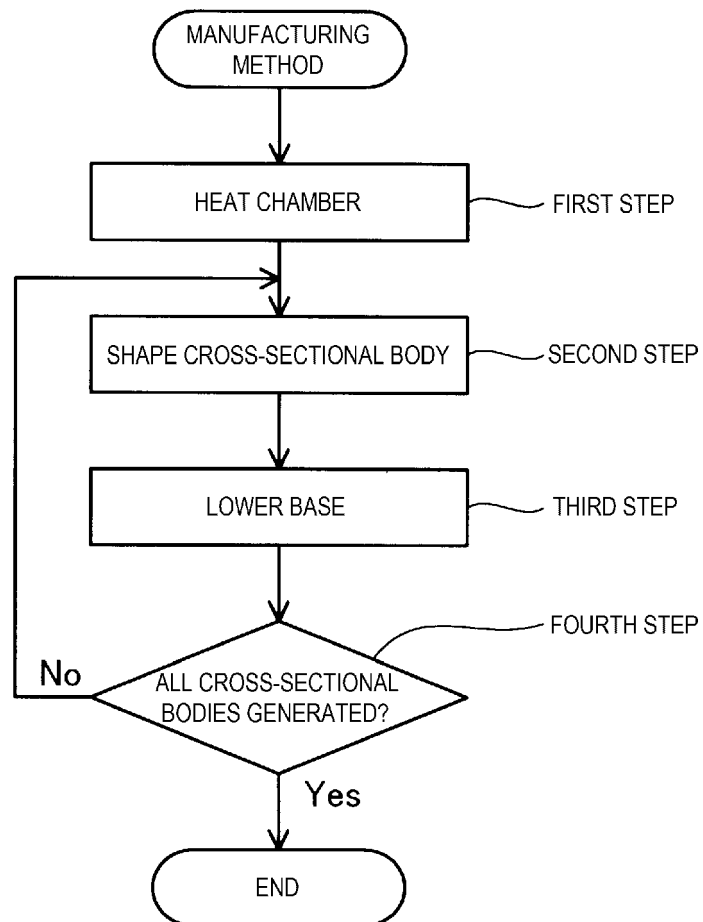 MANUFACTURING
METHOD
HEAT CHAMBER
FIRST STEP
SHAPE CROSS-SECTIONAL BODY
SECOND STEP
LOWER BASE
THIRD STEP
FOURTH STEP
No
ALL CROSS-SECTIONAL
BODIES GENERATED?
Yes
END